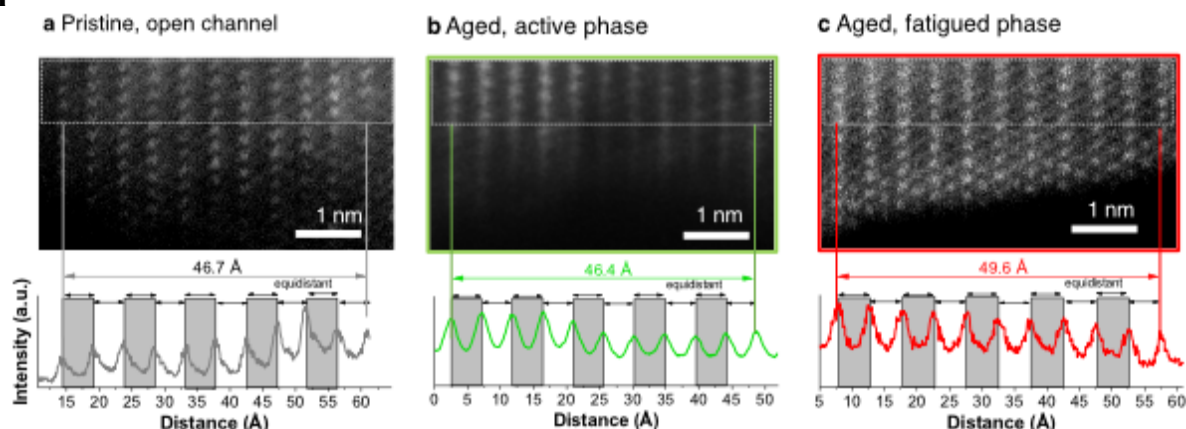 a Pristine, open channel
b Aged, active phase
c Aged, fatigued phase
1 nm
1 nm
1 nm
46.7 Å
46.4 Å
49.6 Å
equidistant
equidistant
equidistant
Intensity (a.u.)
15 20 25 30 35 40 45 50 55 60
0 5 10 15 20 25 30 35 40 45 50
5 10 15 20 25 30 35 40 45 50 55 60
Distance (Å)
Distance (Å)
Distance (Å)